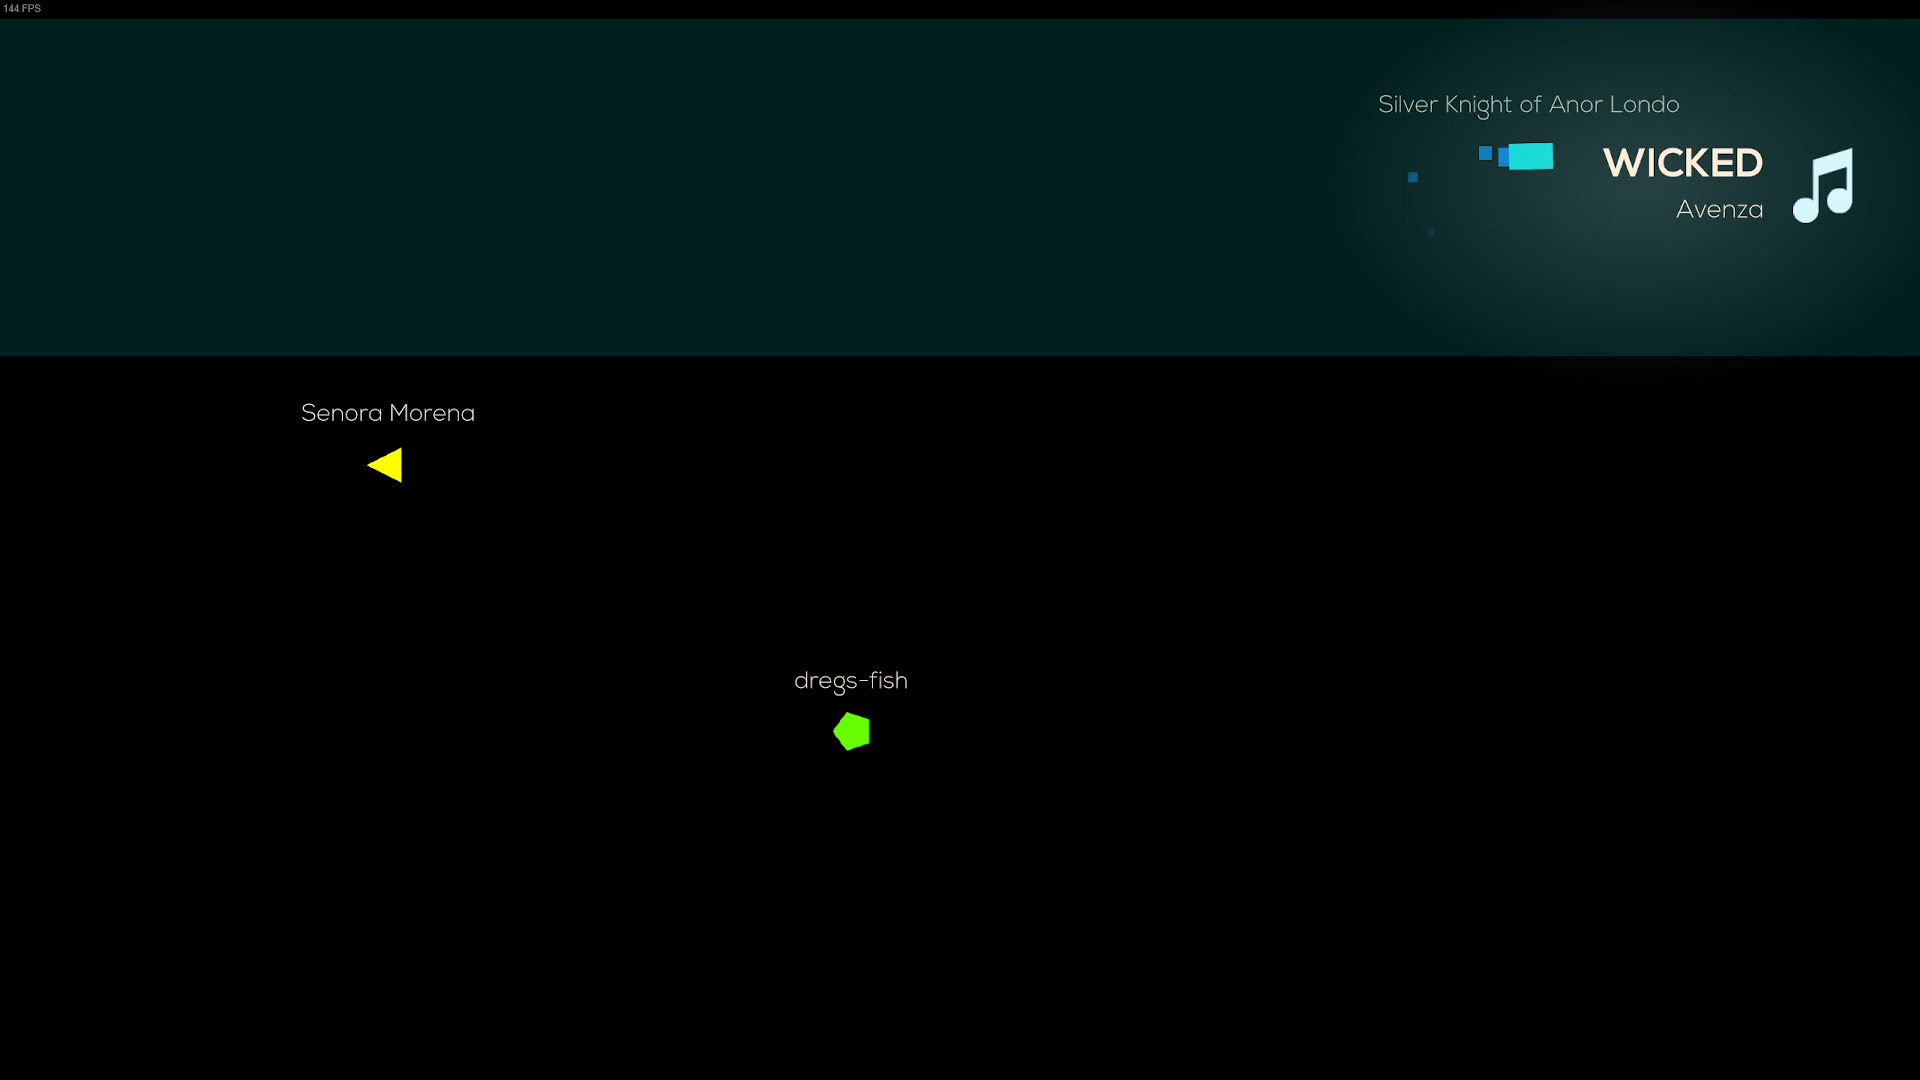 144 FPS
Silver Knight of Anor Londo
WICKED
Avenza
Senora Morena
dregs-fish